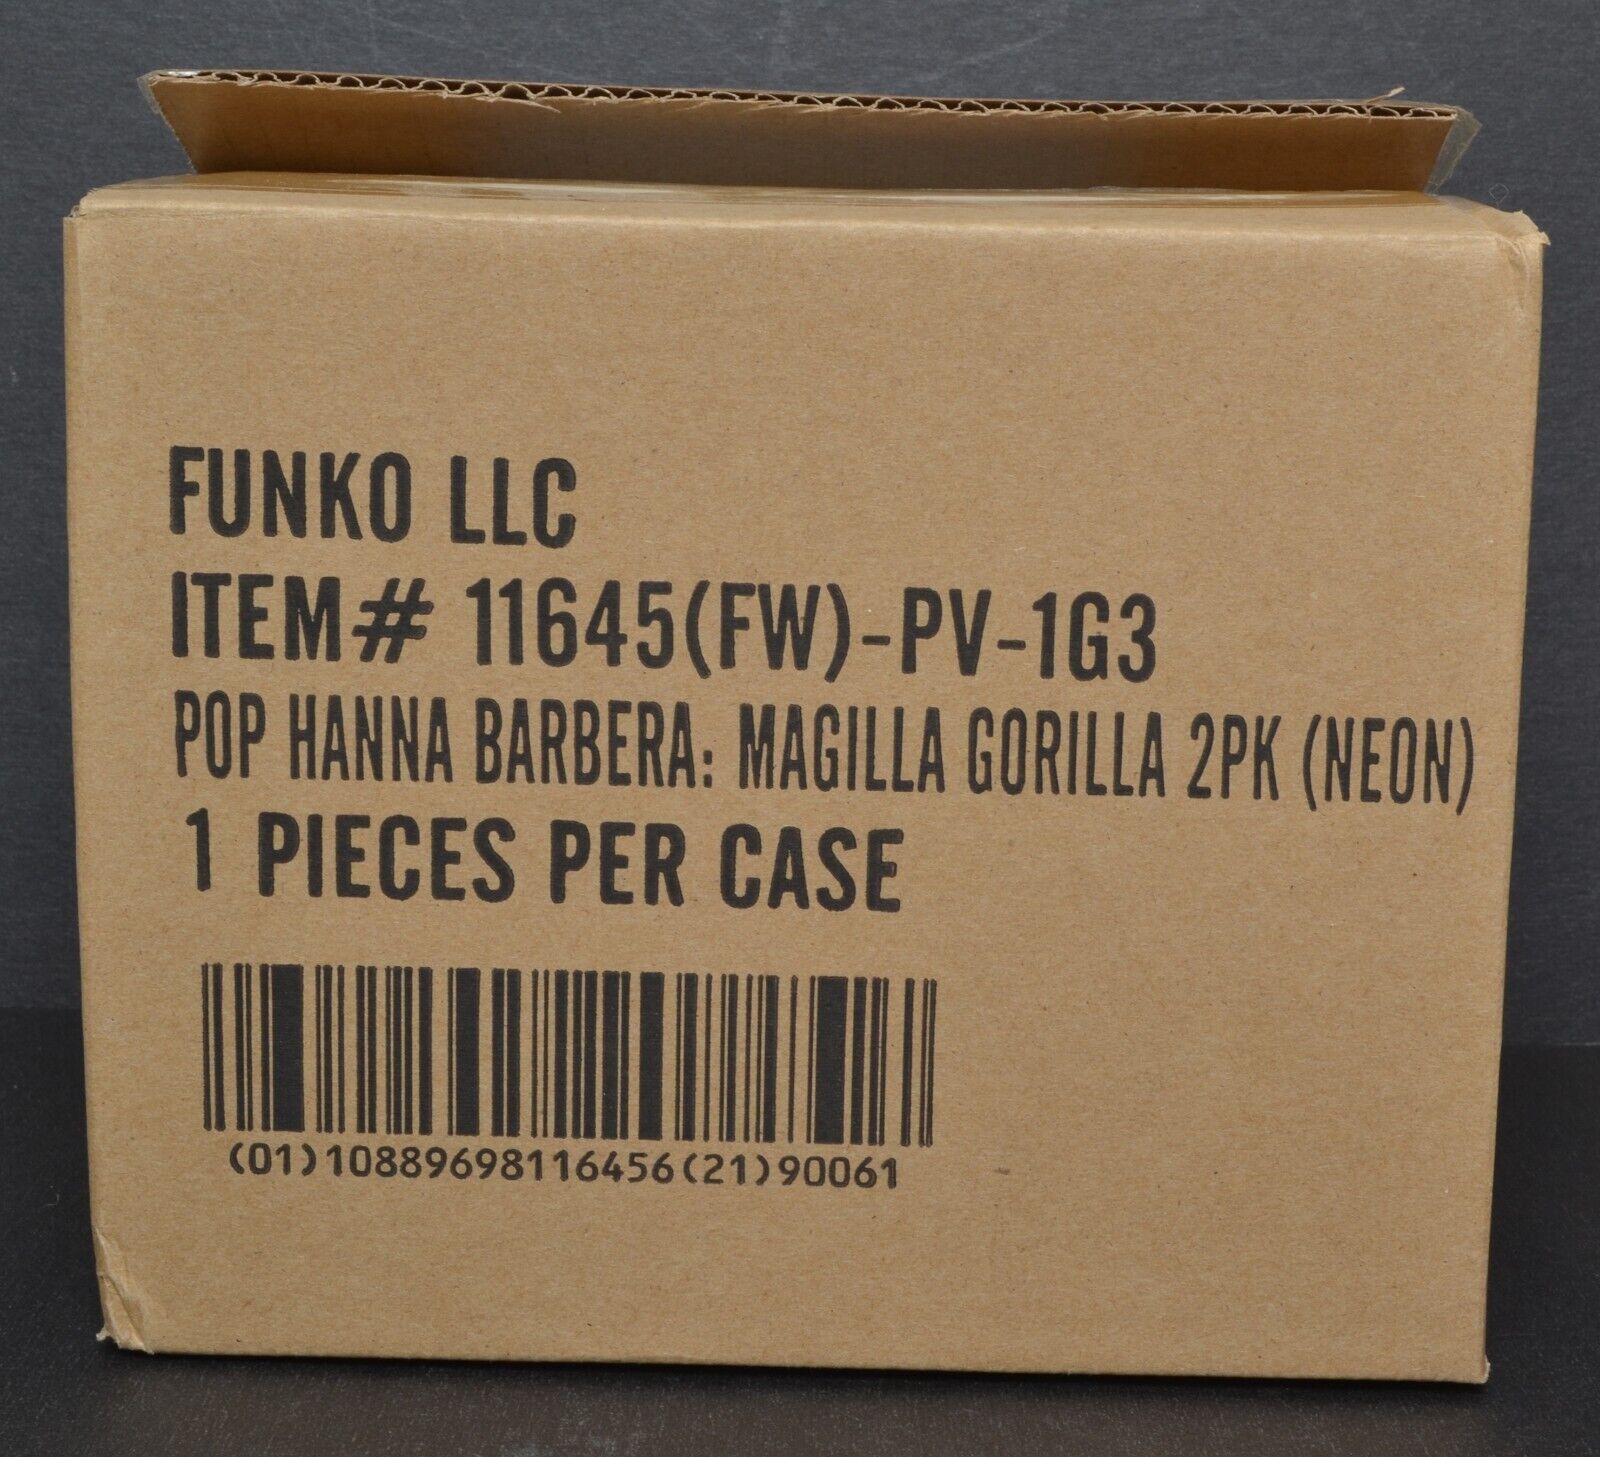 FUNKO LLC
ITEM# 11645(FW)-PV-1G3
POP HANNA BARBERA: MAGILLA GORILLA 2PK (NEON)
1 PIECES PER CASE
(01)10889698116456(21)90061